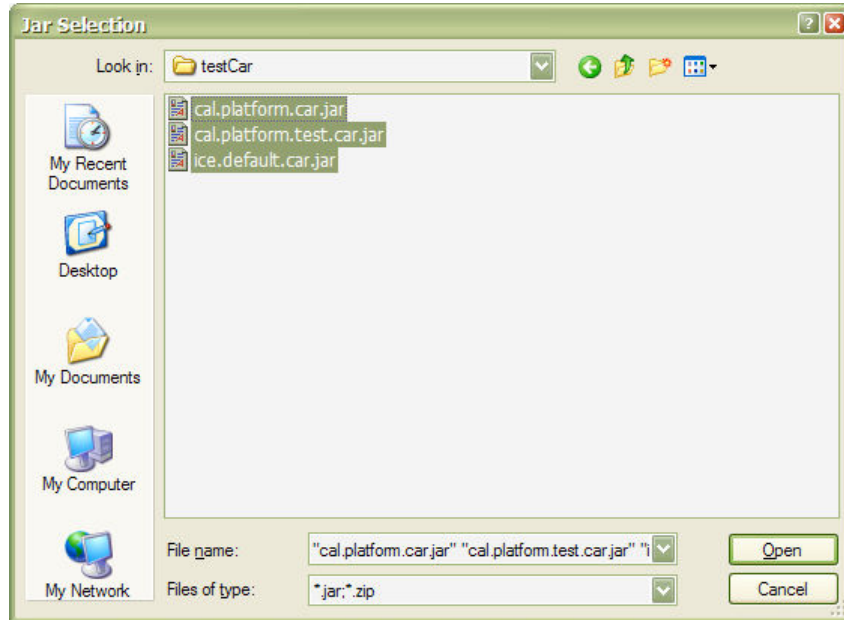 Jar Selection
Look in:
testCar
cal.platform.car.jar
cal.platform.test.car.jar
ice.default.car.jar
My Recent
Documents
Desktop
My Documents
My Computer
My Network
File name:
"cal.platform.car.jar" "cal.platform.test.car.jar" "i
Open
Files of type:
*.jar;*.zip
Cancel